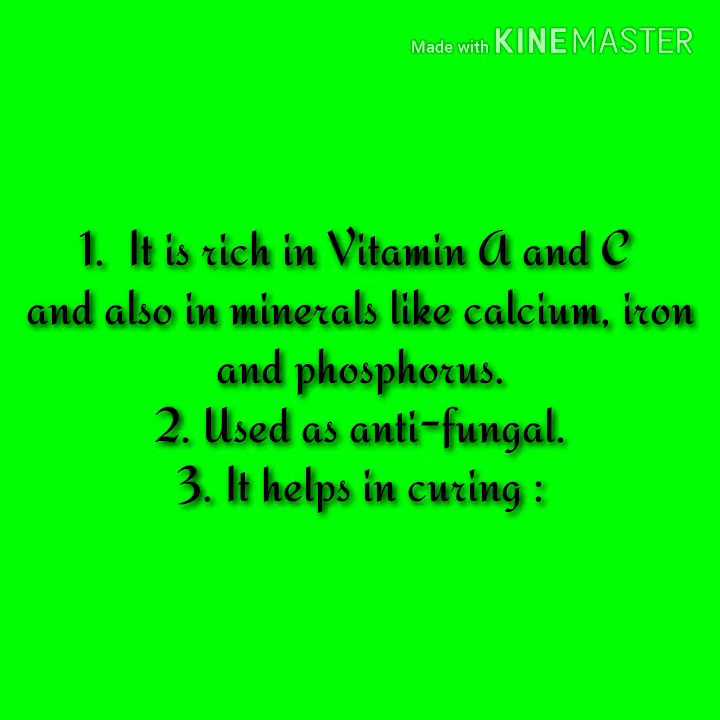 Made with KINEMASTER
1. It is rich in Vitamin A and C
and also in minerals like calcium, iron
and phosphorus.
2. Used as anti-fungal.
3. It helps in curing :